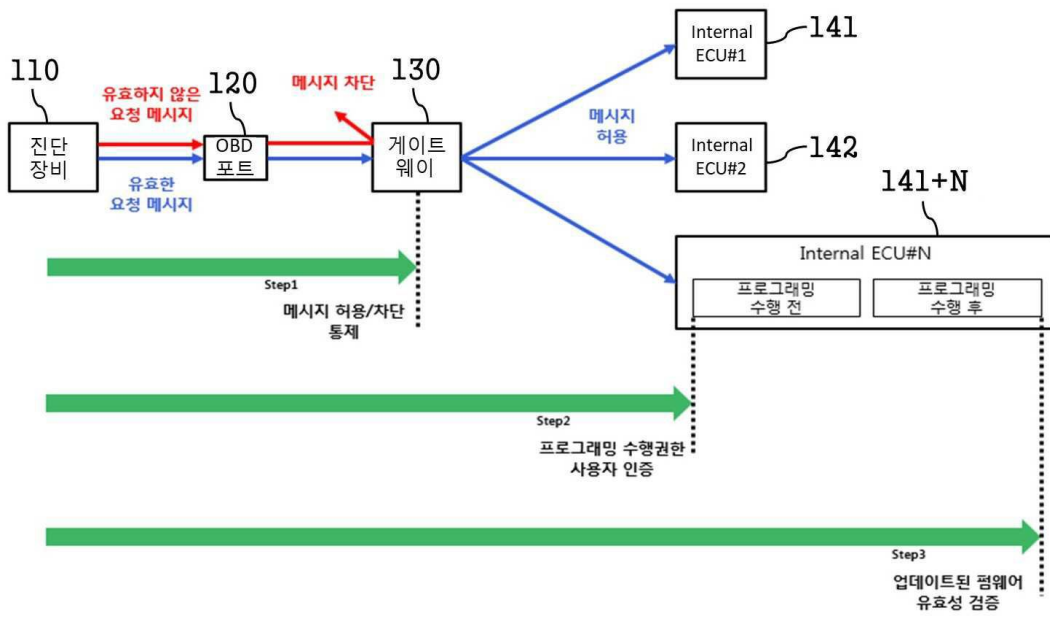 110
진단
장비
유효하지 않은
요청 메시지
유효한
요청 메시지
120
OBD
포트
메시지 차단
130
게이트
웨이
메시지
허용
Internal
ECU#1
141
Internal
ECU#2
142
141+N
Internal ECU#N
프로그래밍
수행 전
프로그래밍
수행 후
Step1
메시지 허용/차단
통제
Step2
프로그래밍 수행권한
사용자 인증
Step3
업데이트된 펌웨어
유효성 검증